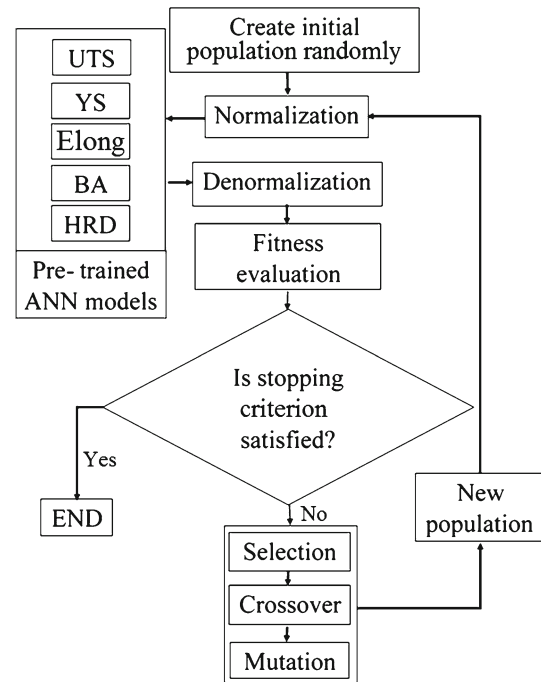 Create initial
population randomly
UTS
YS
Elong
BA
HRD
Pre- trained
ANN models
Normalization
Denormalization
Fitness
evaluation
Is stopping
criterion
satisfied?
Yes
END
No
Selection
Crossover
Mutation
New
population